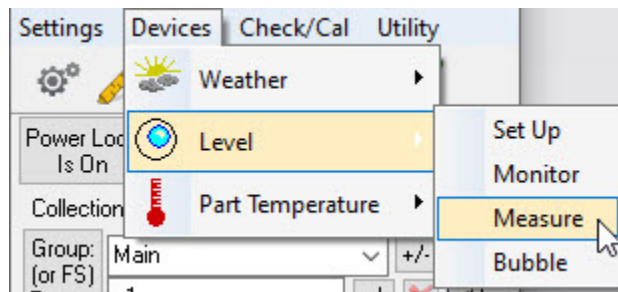 Settings Devices Check/Cal Utility
Weather
Level
Part Temperature
Set Up
Monitor
Measure
Bubble
Power Loc
Is On
Collection
Group: Main +/-
(or FS)